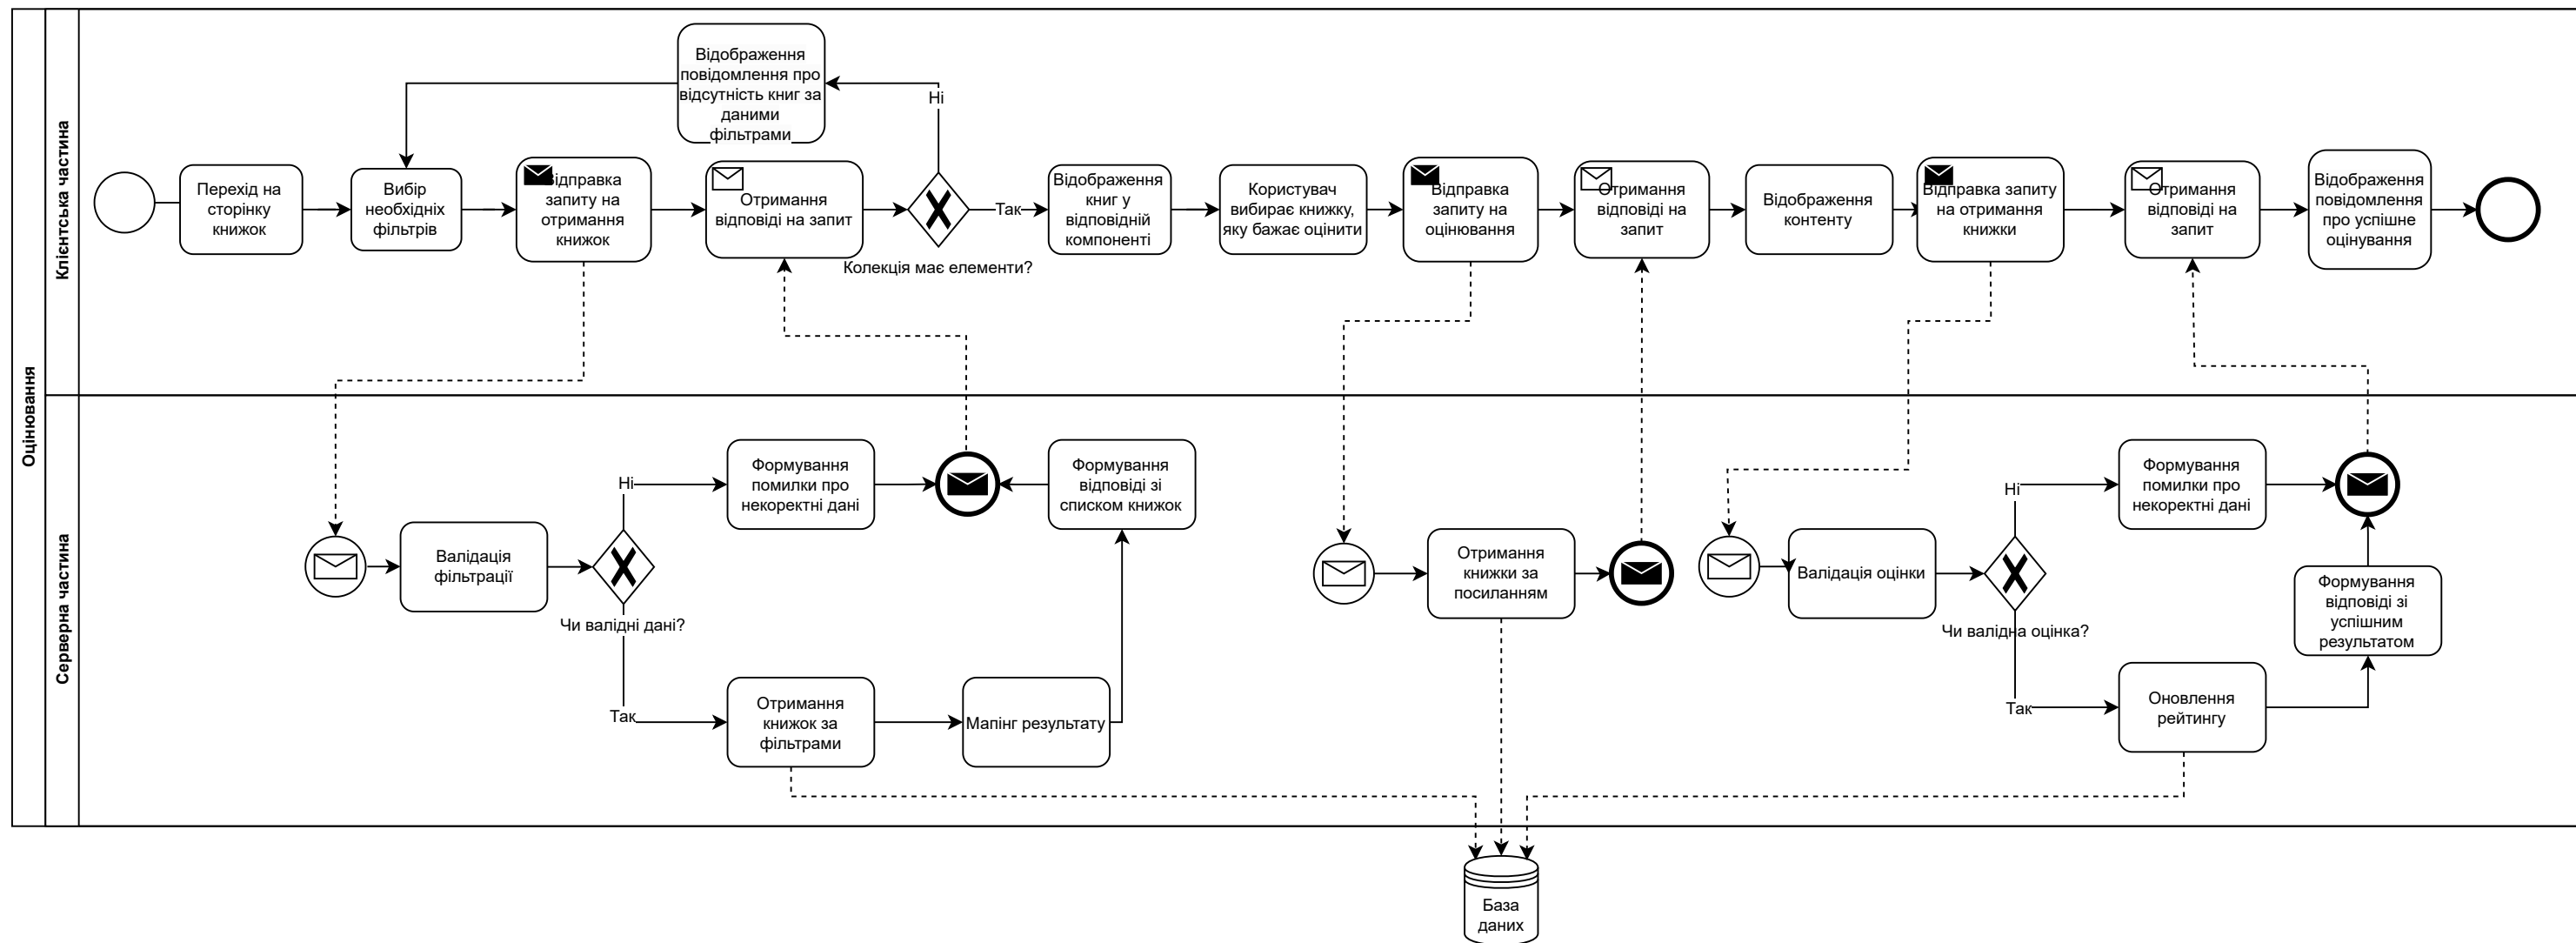 Оцінювання
Клієнтська частина
Відображення
повідомлення про
відсутність книг за
даними
фільтрами
Ні
Перехід на
сторінку
книжок
Вибір
необхідніх
фільтрів
Відправка
запиту на
отримання
книжок
Отримання
відповіді на запит
Колекція має елементи?
Так
Відображення
книг у
відповідній
компоненті
Користувач
вибирає книжку,
яку бажає оцінити
Відправка
запиту на
оцінювання
Отримання
відповіді на
запит
Відображення
контенту
Відправка запиту
на отримання
книжки
Отримання
відповіді на
запит
Відображення
повідомлення
про успішне
оцінування
Серверна частина
Валідація
фільтрації
Чи валідні дані?
Ні
Формування
помилки про
некоректні дані
Формування
відповіді зі
списком книжок
Так
Отримання
книжок за
фільтрами
Мапінг результату
Отримання
книжки за
посиланням
Валідація оцінки
Чи валідна оцінка?
Ні
Формування
помилки про
некоректні дані
Формування
відповіді зі
успішним
результатом
Так
Оновлення
рейтингу
База
даних